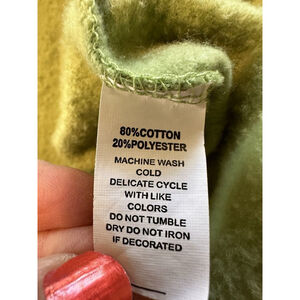 80%COTTON
20%POLYESTER
MACHINE WASH
COLD
DELICATE CYCLE
WITH LIKE
COLORS
DO NOT TUMBLE
DRY DO NOT IRON
IF DECORATED